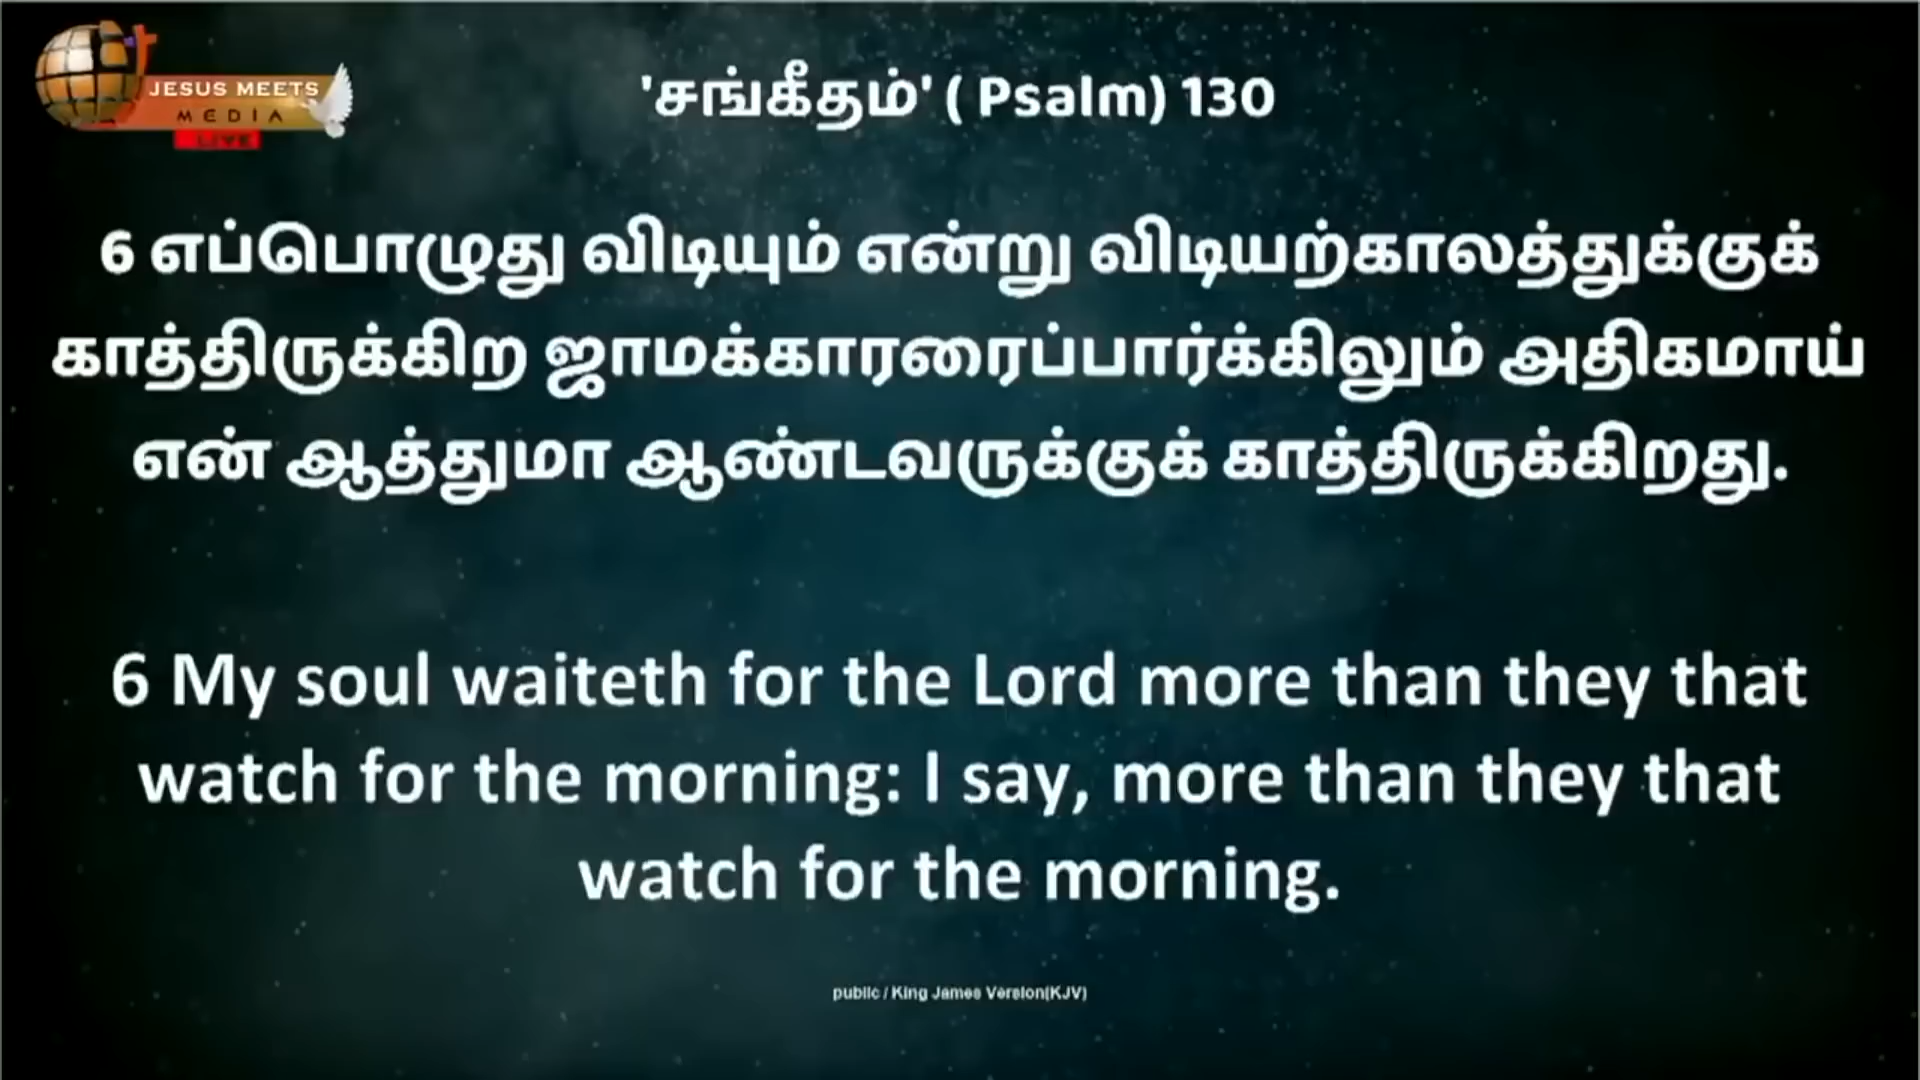 JESUS MEETS
MEDIA
LIVE
'சங்கீதம்' ( Psalm) 130
6 எப்பொழுது விடியும் என்று விடியற்காலத்துக்குக்
காத்திருக்கிற ஜாமக்காரரைப்பார்க்கிலும் அதிகமாய்
என் ஆத்துமா ஆண்டவருக்குக் காத்திருக்கிறது.
6 My soul waiteth for the Lord more than they that
watch for the morning: I say, more than they that
watch for the morning.
public / King James Version(KJV)